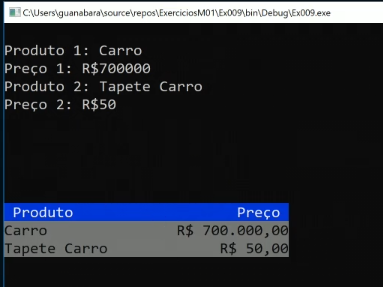 C:\Users\guanabara\source\repos\ExerciciosM01\Ex009\bin\Debug\Ex009.exe
Produto 1: Carro
Preço 1: R$700000
Produto 2: Tapete Carro
Preço 2: R$50
Produto Preço
Carro R$ 700.000,00
Tapete Carro R$ 50,00